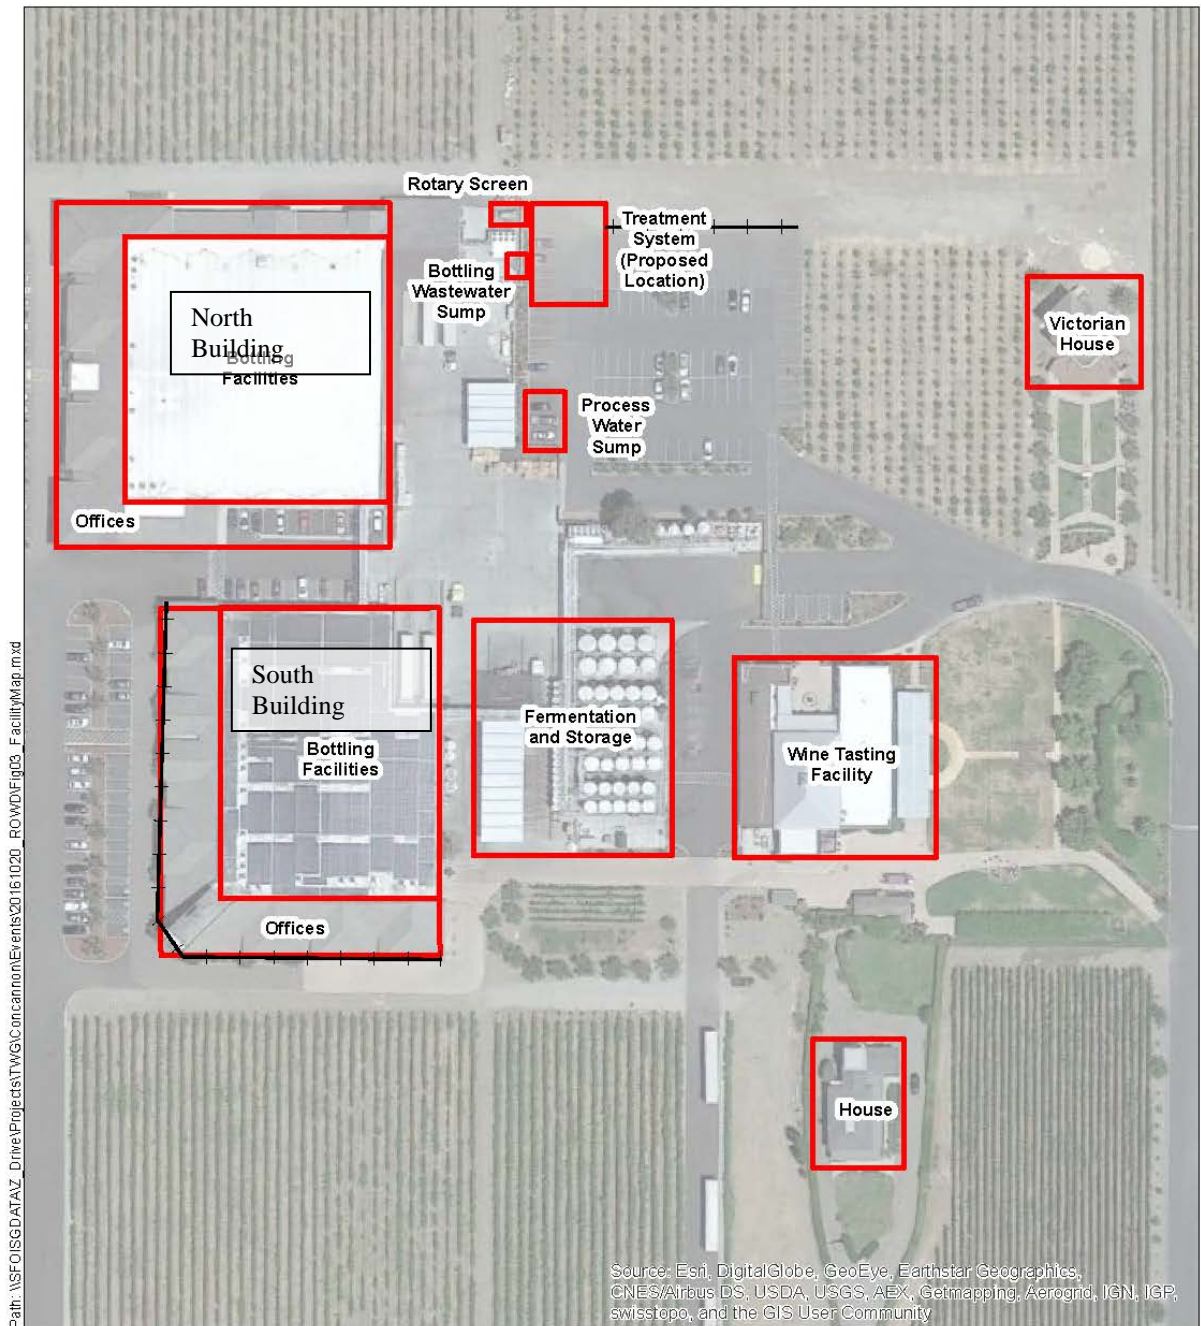 Rotary Screen
Treatment
System
(Proposed
Location)
Bottling
Wastewater
Sump
North
Building
Bottling
Facilities
Victorian
House
Process
Water
Sump
Offices
South
Building
Bottling
Facilities
Fermentation
and Storage
Wine Tasting
Facility
Offices
House
Source: Esri, DigitalGlobe, GeoEye, Earthstar Geographics,
CNES/Airbus DS, USDA, USGS, AEX, Getmapping, Aerogrid, IGN, IGP,
swisstopo, and the GIS User Community
Path: \\SFOISGDATA\Z_Drive\Projects\TWG\Concannon\Events\20161020_ROWD\Fig03_FacilityMap.mxd